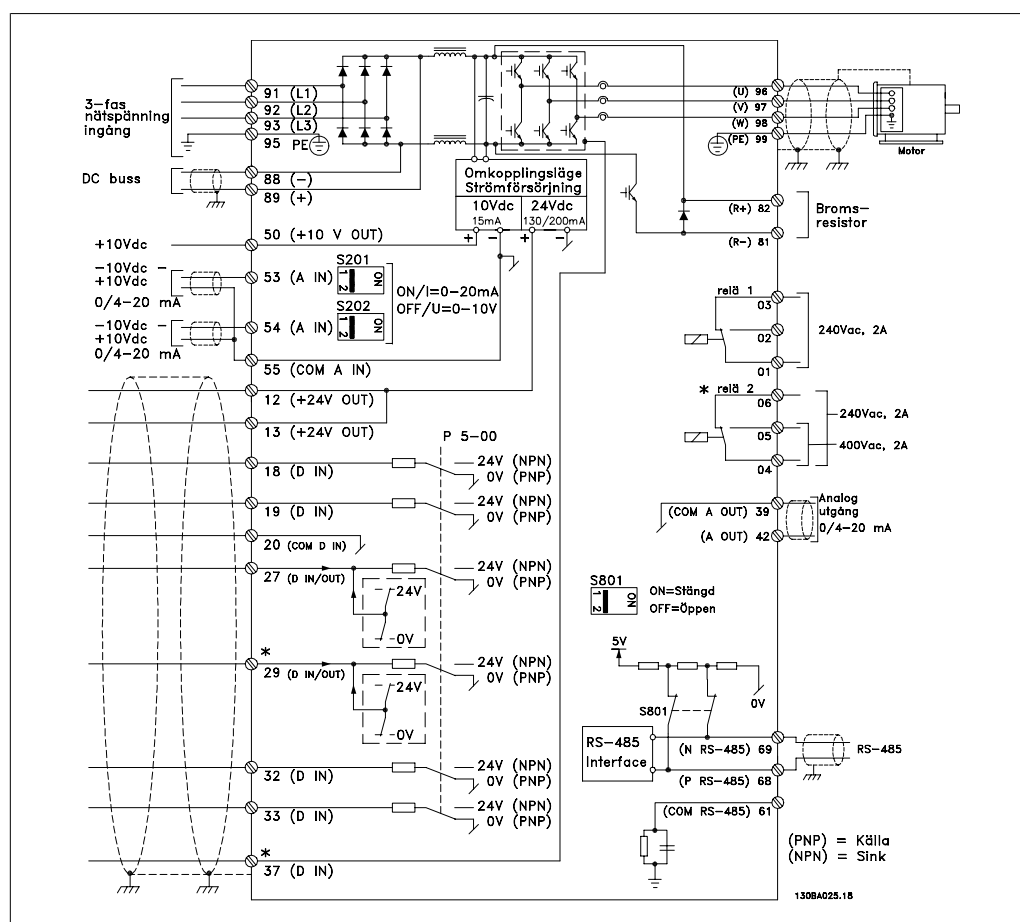 3-fas
nätspänning
ingång
91 (L1)
92 (L2)
93 (L3)
95 PE
DC buss
88 (-)
89 (+)
Omkopplingsläge
Strömförsörjning
10Vdc
15mA
24Vdc
130/200mA
+ - + -
(U) 96
(V) 97
(W) 98
(PE) 99
Motor
(R+) 82
(R-) 81
Broms-
resistor
+10Vdc
50 (+10 V OUT)
-10Vdc -
+10Vdc
0/4-20 mA
53 (A IN)
S201
1 2
ON
-10Vdc -
+10Vdc
0/4-20 mA
54 (A IN)
S202
1 2
ON
ON/I=0-20mA
OFF/U=0-10V
55 (COM A IN)
12 (+24V OUT)
13 (+24V OUT)
P 5-00
18 (D IN)
24V (NPN)
0V (PNP)
19 (D IN)
24V (NPN)
0V (PNP)
20 (COM D IN)
27 (D IN/OUT)
24V (NPN)
0V (PNP)
24V
0V
*
29 (D IN/OUT)
24V (NPN)
0V (PNP)
24V
0V
32 (D IN)
24V (NPN)
0V (PNP)
33 (D IN)
24V (NPN)
0V (PNP)
*
37 (D IN)
relä 1
03
02
01
240Vac, 2A
* relä 2
06
05
04
240Vac, 2A
400Vac, 2A
(COM A OUT) 39
(A OUT) 42
Analog
utgång
0/4-20 mA
S801
1 2
ON
ON=Stängd
OFF=Öppen
5V
0V
S801
RS-485
Interface
(N RS-485) 69
(P RS-485) 68
RS-485
(COM RS-485) 61
(PNP) = Källa
(NPN) = Sink
130BA025.18